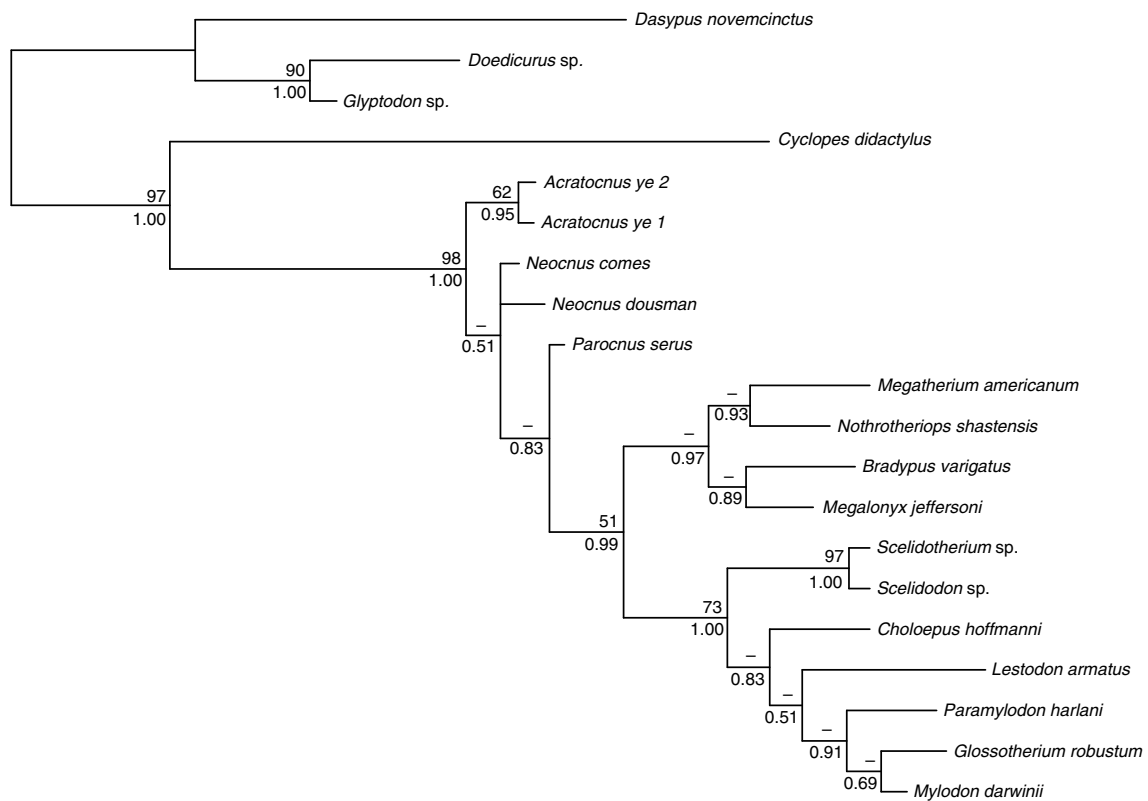 Dasypus novemcinctus
Doedicurus sp.
90
1.00
Glyptodon sp.
Cyclopes didactylus
97
1.00
Acratocnus ye 2
62
0.95
Acratocnus ye 1
98
1.00
Neocnus comes
Neocnus dousman
–
0.51
Parocnus serus
–
0.83
Megatherium americanum
–
0.93
Nothrotheriops shastensis
–
0.97
Bradypus varigatus
–
0.89
Megalonyx jeffersoni
51
0.99
Scelidotherium sp.
97
1.00
Scelidodon sp.
73
1.00
Choloepus hoffmanni
–
0.83
Lestodon armatus
–
0.51
Paramylodon harlani
–
0.91
Glossotherium robustum
–
0.69
Mylodon darwinii